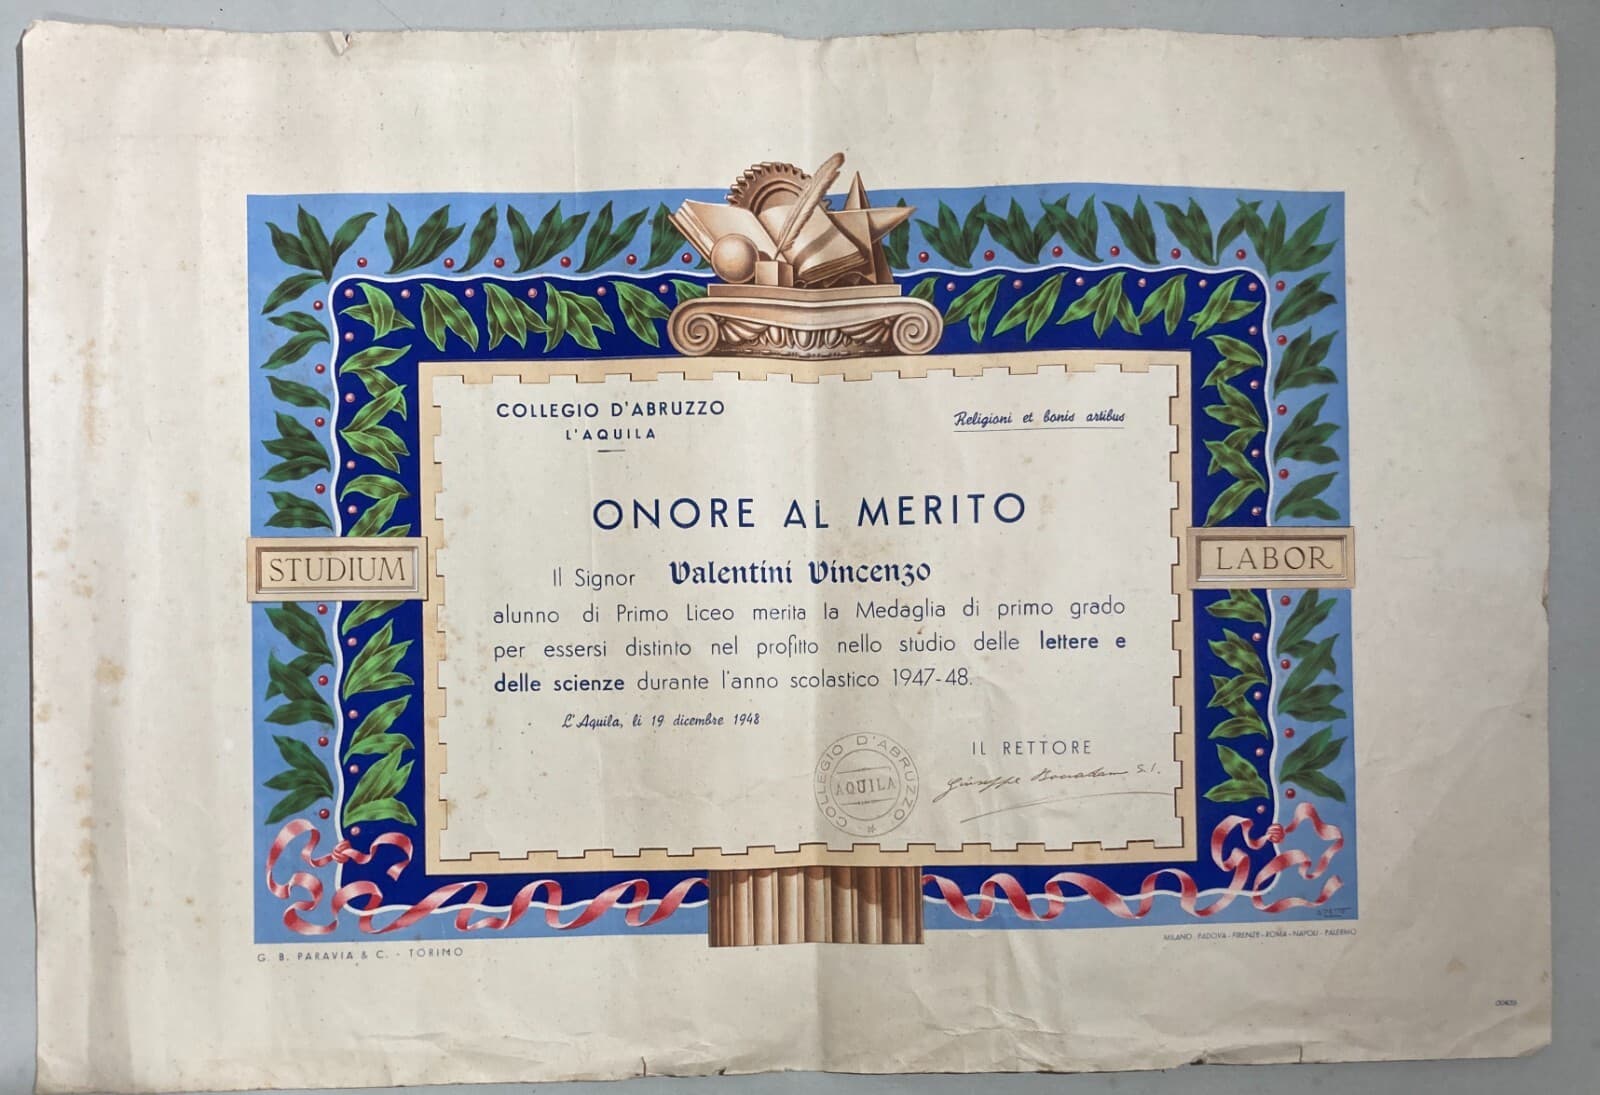 COLLEGIO D'ABRUZZO
L'AQUILA
Religioni et bonis artibus
ONORE AL MERITO
STUDIUM
LABOR
Il Signor Valentini Vincenzo
alunno di Primo Liceo merita la Medaglia di primo grado
per essersi distinto nel profitto nello studio delle lettere e
delle scienze durante l'anno scolastico 1947-48.
L'Aquila, li 19 dicembre 1948
IL RETTORE
Giuseppe S.I.
COLLEGIO D'ABRUZZO
AQUILA
G. B. PARAVIA & C. - TORINO
MILANO - PADOVA - FIRENZE - ROMA - NAPOLI - PALERMO